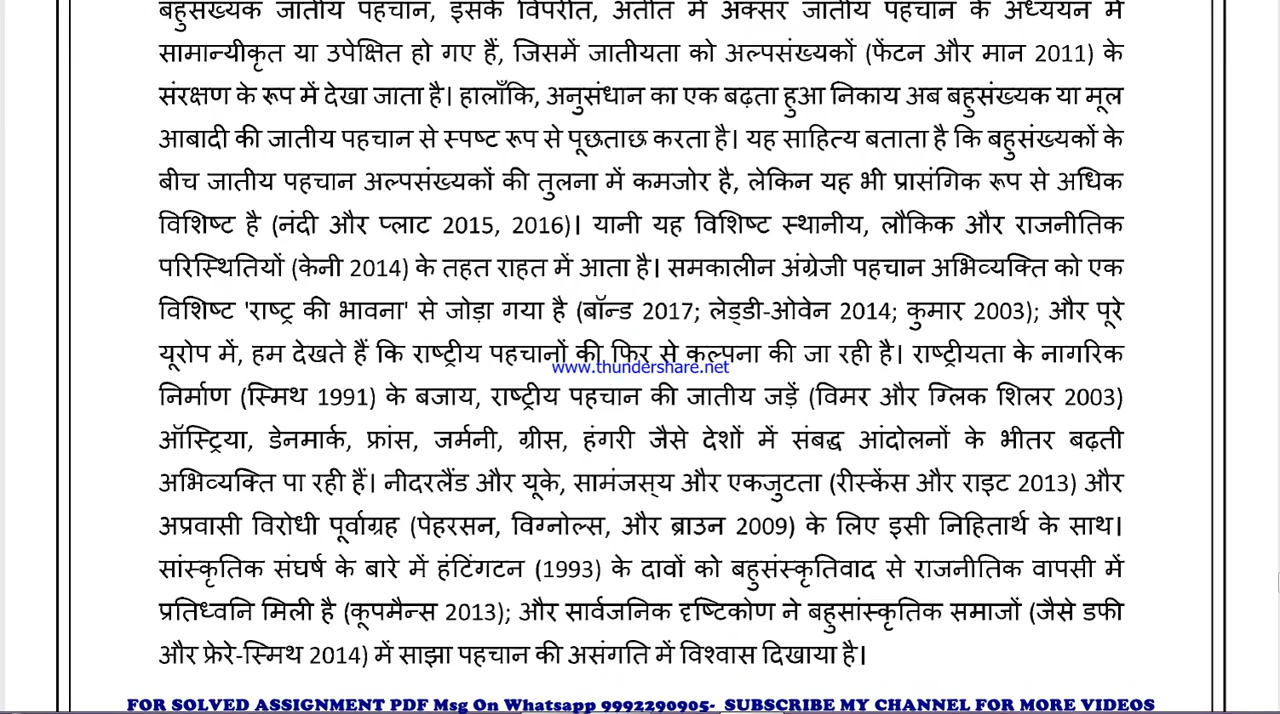 बहुसंख्यक जातीय पहचान, इसके विपरीत, अतीत में अक्सर जातीय पहचान के अध्ययन में
सामान्यीकृत या उपेक्षित हो गए हैं, जिसमें जातीयता को अल्पसंख्यकों (फेंटन और मान 2011) के
संरक्षण के रूप में देखा जाता है। हालाँकि, अनुसंधान का एक बढ़ता हुआ निकाय अब बहुसंख्यक या मूल
आबादी की जातीय पहचान से स्पष्ट रूप से पूछताछ करता है। यह साहित्य बताता है कि बहुसंख्यकों के
बीच जातीय पहचान अल्पसंख्यकों की तुलना में कमजोर है, लेकिन यह भी प्रासंगिक रूप से अधिक
विशिष्ट है (नंदी और प्लाट 2015, 2016)। यानी यह विशिष्ट स्थानीय, लौकिक और राजनीतिक
परिस्थितियों (केनी 2014) के तहत राहत में आता है। समकालीन अंग्रेजी पहचान अभिव्यक्ति को एक
विशिष्ट 'राष्ट्र की भावना' से जोड़ा गया है (बॉन्ड 2017; लेड्डी-ओवेन 2014; कुमार 2003); और पूरे
यूरोप में, हम देखते हैं कि राष्ट्रीय पहचानों की फिर से कल्पना की जा रही है। राष्ट्रीयता के नागरिक
www.thundershare.net
निर्माण (स्मिथ 1991) के बजाय, राष्ट्रीय पहचान की जातीय जड़ें (विमर और ग्लिक शिलर 2003)
ऑस्ट्रिया, डेनमार्क, फ्रांस, जर्मनी, ग्रीस, हंगरी जैसे देशों में संबद्ध आंदोलनों के भीतर बढ़ती
अभिव्यक्ति पा रही हैं। नीदरलैंड और यूके, सामंजस्य और एकजुटता (रीस्केंस और राइट 2013) और
अप्रवासी विरोधी पूर्वाग्रह (पेहरसन, विग्नोल्स, और ब्राउन 2009) के लिए इसी निहितार्थ के साथ।
सांस्कृतिक संघर्ष के बारे में हंटिंगटन (1993) के दावों को बहुसंस्कृतिवाद से राजनीतिक वापसी में
प्रतिध्वनि मिली है (कूपमैन्स 2013); और सार्वजनिक दृष्टिकोण ने बहुसांस्कृतिक समाजों (जैसे डफी
और फ्रेरे-स्मिथ 2014) में साझा पहचान की असंगति में विश्वास दिखाया है।
FOR SOLVED ASSIGNMENT PDF Msg On Whatsapp 9992290905- SUBSCRIBE MY CHANNEL FOR MORE VIDEOS